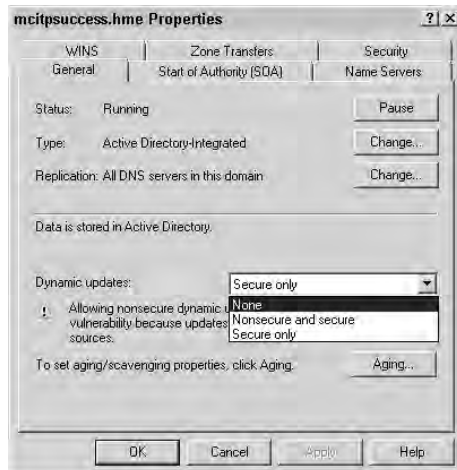 mcitpsuccess.hme Properties ? x
WINS Zone Transfers Security
General Start of Authority (SOA) Name Servers
Status: Running Pause
Type: Active Directory-Integrated Change...
Replication: All DNS servers in this domain Change...
Data is stored in Active Directory.
Dynamic updates: Secure only
None
! Allowing nonsecure dynamic u
Nonsecure and secure
vulnerability because updates
Secure only
sources.
To set aging/scavenging properties, click Aging. Aging...
OK Cancel Apply Help